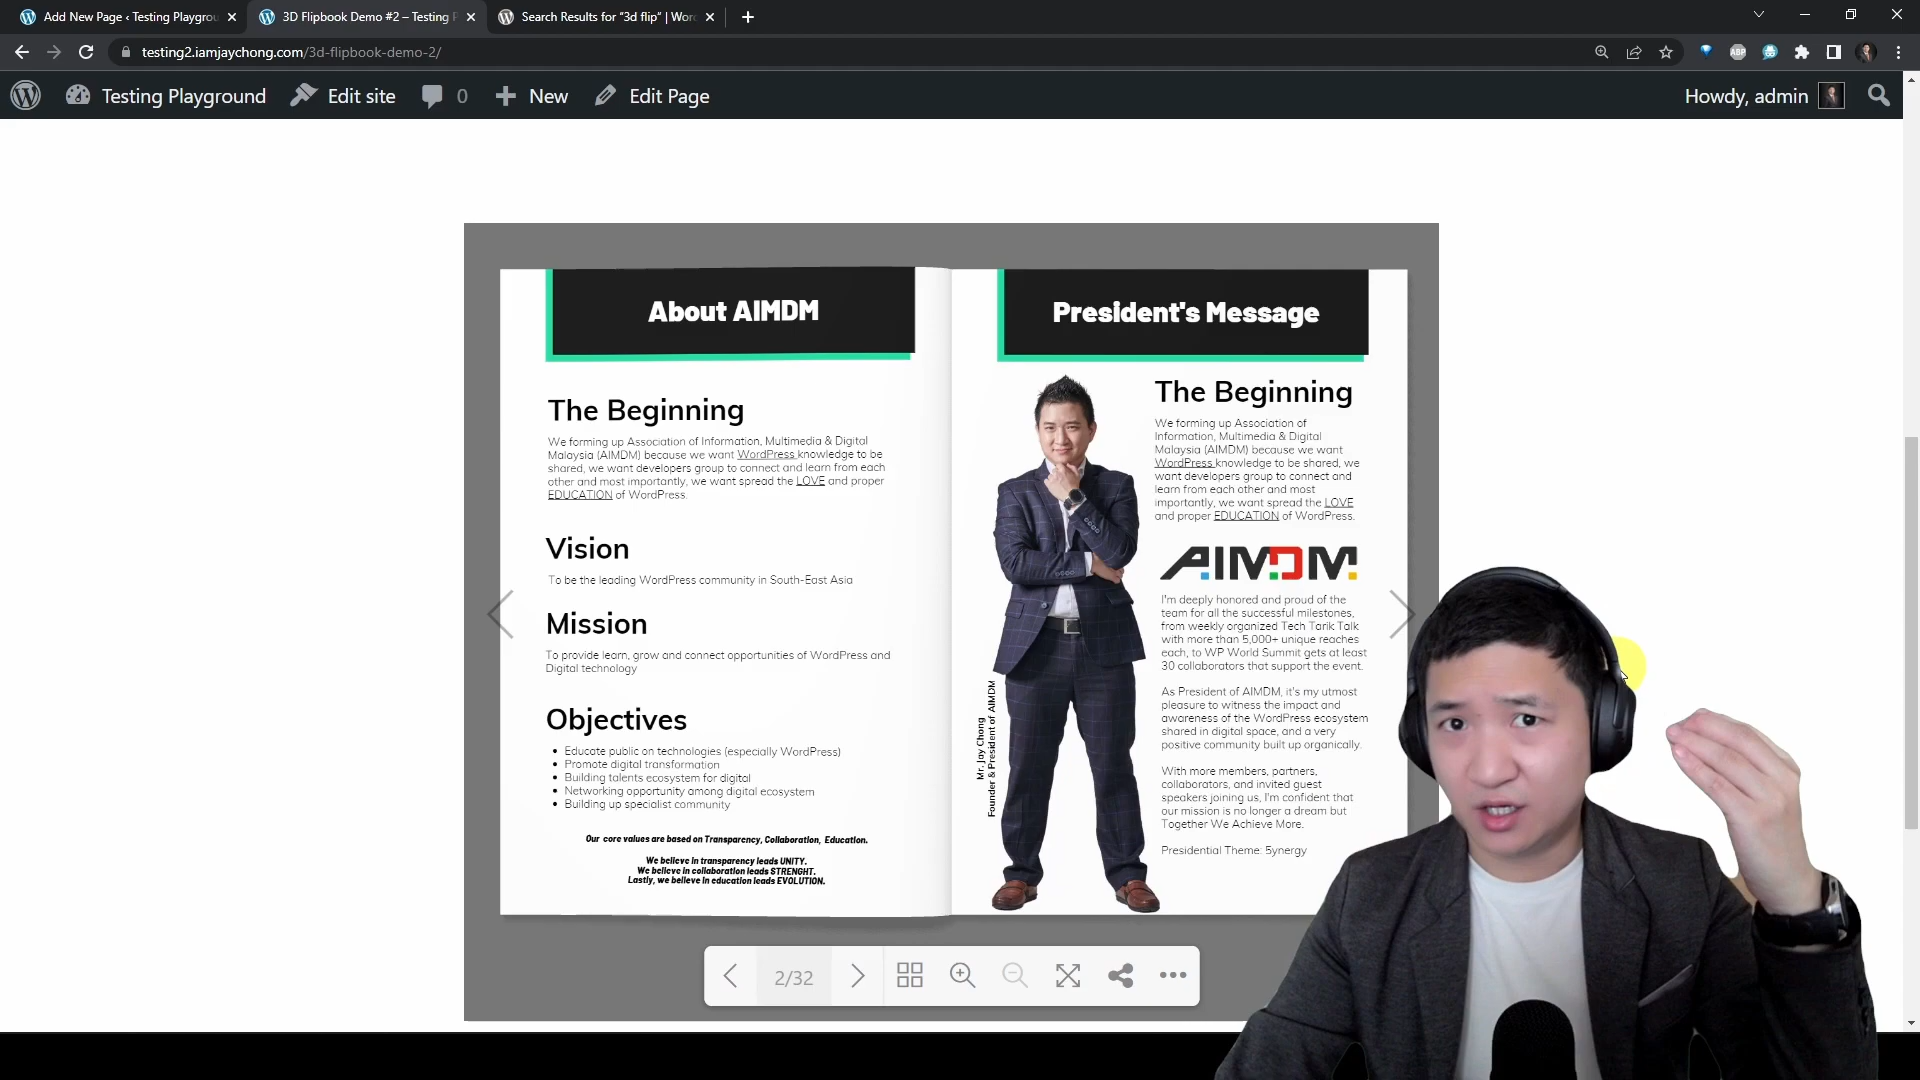 Add New Page ‹ Testing Playgrou
3D Flipbook Demo #2 – Testing P
Search Results for “3d flip” | Wor
testing2.iamjaychong.com/3d-flipbook-demo-2/
ABP
Testing Playground
Edit site
0
New
Edit Page
Howdy, admin
About AIMDM
The Beginning
We forming up Association of Information, Multimedia & Digital
Malaysia (AIMDM) because we want WordPress knowledge to be
shared, we want developers group to connect and learn from each
other and most importantly, we want spread the LOVE and proper
EDUCATION of WordPress.
Vision
To be the leading WordPress community in South-East Asia
Mission
To provide learn, grow and connect opportunities of WordPress and
Digital technology
Objectives
Educate public on technologies (especially WordPress)
Promote digital transformation
Building talents ecosystem for digital
Networking opportunity among digital ecosystem
Building up specialist community
Our core values are based on Transparency, Collaboration, Education.
We believe in transparency leads UNITY.
We believe in collaboration leads STRENGHT.
Lastly, we believe in education leads EVOLUTION.
President's Message
The Beginning
We forming up Association of
Information, Multimedia & Digital
Malaysia (AIMDM) because we want
WordPress knowledge to be shared, we
want developers group to connect and
learn from each other and most
importantly, we want spread the LOVE
and proper EDUCATION of WordPress.
AIMDM
I'm deeply honored and proud of the
team for all the successful milestones,
from weekly organized Tech Tarik Talk
with more than 5,000+ unique reaches
each, to WP World Summit gets at least
30 collaborators that support the event.
As President of AIMDM, it's my utmost
pleasure to witness the impact and
awareness of the WordPress ecosystem
shared in digital space, and a very
positive community built up organically.
With more members, partners,
collaborators, and invited guest
speakers joining us, I'm confident that
our mission is no longer a dream but
Together We Achieve More.
Presidential Theme: 5ynergy
Mr. Jay Chong
Founder & President of AIMDM
2/32